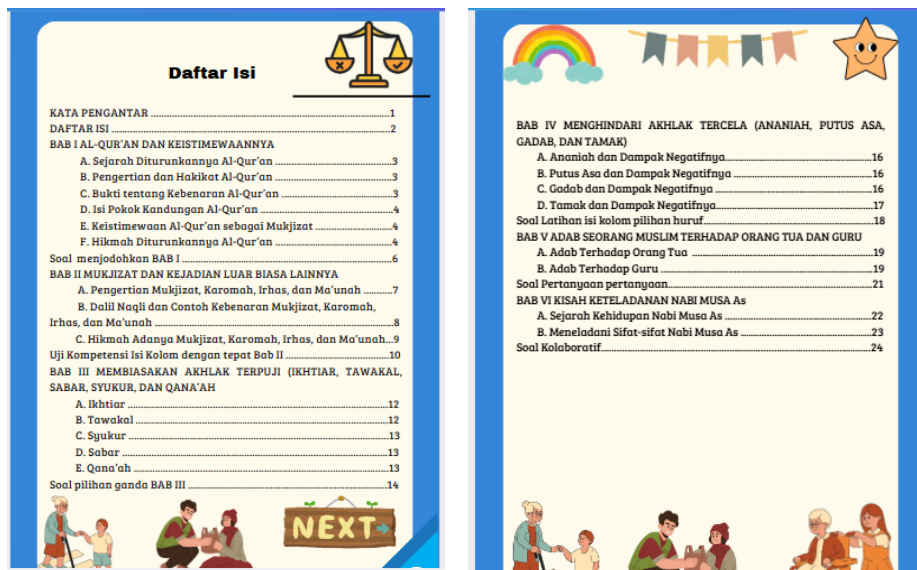 Daftar Isi
KATA PENGANTAR ........................................................................1
DAFTAR ISI ..................................................................................2
BAB I AL-QUR’AN DAN KEISTIMEWAANNYA
A. Sejarah Diturunkannya Al-Qur’an ....................................3
B. Pengertian dan Hakikat Al-Qur’an ....................................3
C. Bukti tentang Kebenaran Al-Qur’an ...................................3
D. Isi Pokok Kandungan Al-Qur’an ........................................4
E. Keistimewaan Al-Qur’an sebagai Mukjizat ........................4
F. Hikmah Diturunkannya Al-Qur’an ....................................4
Soal menjodohkan BAB I ..............................................................6
BAB II MUKJIZAT DAN KEJADIAN LUAR BIASA LAINNYA
A. Pengertian Mukjizat, Karomah, Irhas, dan Ma’unah ...........7
B. Dalil Naqli dan Contoh Kebenaran Mukjizat, Karomah,
Irhas, dan Ma’unah .......................................................................8
C. Hikmah Adanya Mukjizat, Karomah, Irhas, dan Ma’unah...9
Uji Kompetensi Isi Kolom dengan tepat Bab II ..............................10
BAB III MEMBIASAKAN AKHLAK TERPUJI (IKHTIAR, TAWAKAL,
SABAR, SYUKUR, DAN QANA’AH
A. Ikhtiar ..............................................................................12
B. Tawakal ............................................................................12
C. Syukur ..............................................................................13
D. Sabar ................................................................................13
E. Qana’ah ............................................................................13
Soal pilihan ganda BAB III ...........................................................14
NEXT
BAB IV MENGHINDARI AKHLAK TERCELA (ANANIAH, PUTUS ASA,
GADAB, DAN TAMAK)
A. Ananiah dan Dampak Negatifnya.........................................16
B. Putus Asa dan Dampak Negatifnya .......................................16
C. Gadab dan Dampak Negatifnya ............................................16
D. Tamak dan Dampak Negatifnya............................................17
Soal Latihan isi kolom pilihan huruf................................................18
BAB V ADAB SEORANG MUSLIM TERHADAP ORANG TUA DAN GURU
A. Adab Terhadap Orang Tua ..................................................19
B. Adab Terhadap Guru ...........................................................19
Soal Pertanyaan pertanyaan...........................................................21
BAB VI KISAH KETELADANAN NABI MUSA As
A. Sejarah Kehidupan Nabi Musa As ........................................22
B. Meneladani Sifat-sifat Nabi Musa As ....................................23
Soal Kolaboratif..............................................................................24